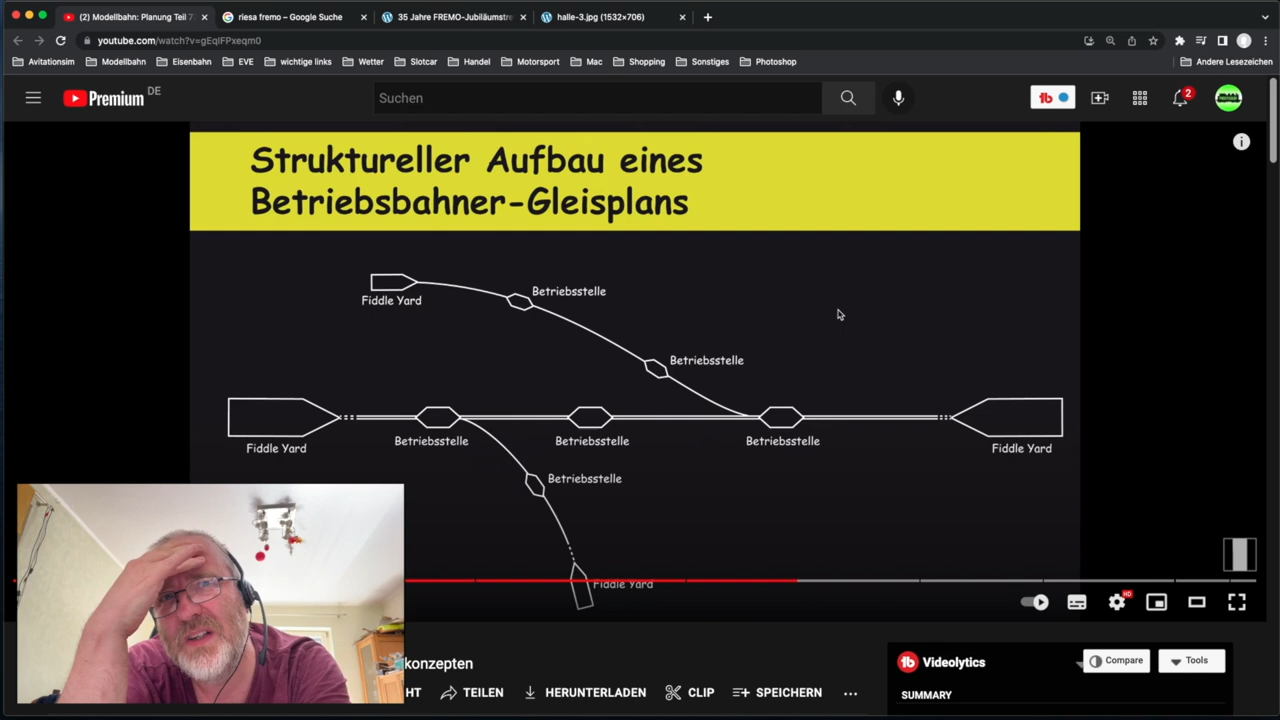 (2) Modellbahn: Planung Teil 7
riesa fremo – Google Suche
35 Jahre FREMO-Jubiläumstre
halle-3.jpg (1532×706)
youtube.com/watch?v=gEqIFPxeqm0
Avitationsim
Modellbahn
Eisenbahn
EVE
wichtige links
Wetter
Slotcar
Handel
Motorsport
Mac
Shopping
Sonstiges
Photoshop
Andere Lesezeichen
Premium DE
Suchen
2
Struktureller Aufbau eines
Betriebsbahner-Gleisplans
Betriebsstelle
Fiddle Yard
Betriebsstelle
Betriebsstelle
Betriebsstelle
Betriebsstelle
Fiddle Yard
Fiddle Yard
Betriebsstelle
Fiddle Yard
HD
konzepten
Videolytics
Compare
Tools
HT
TEILEN
HERUNTERLADEN
CLIP
SPEICHERN
SUMMARY